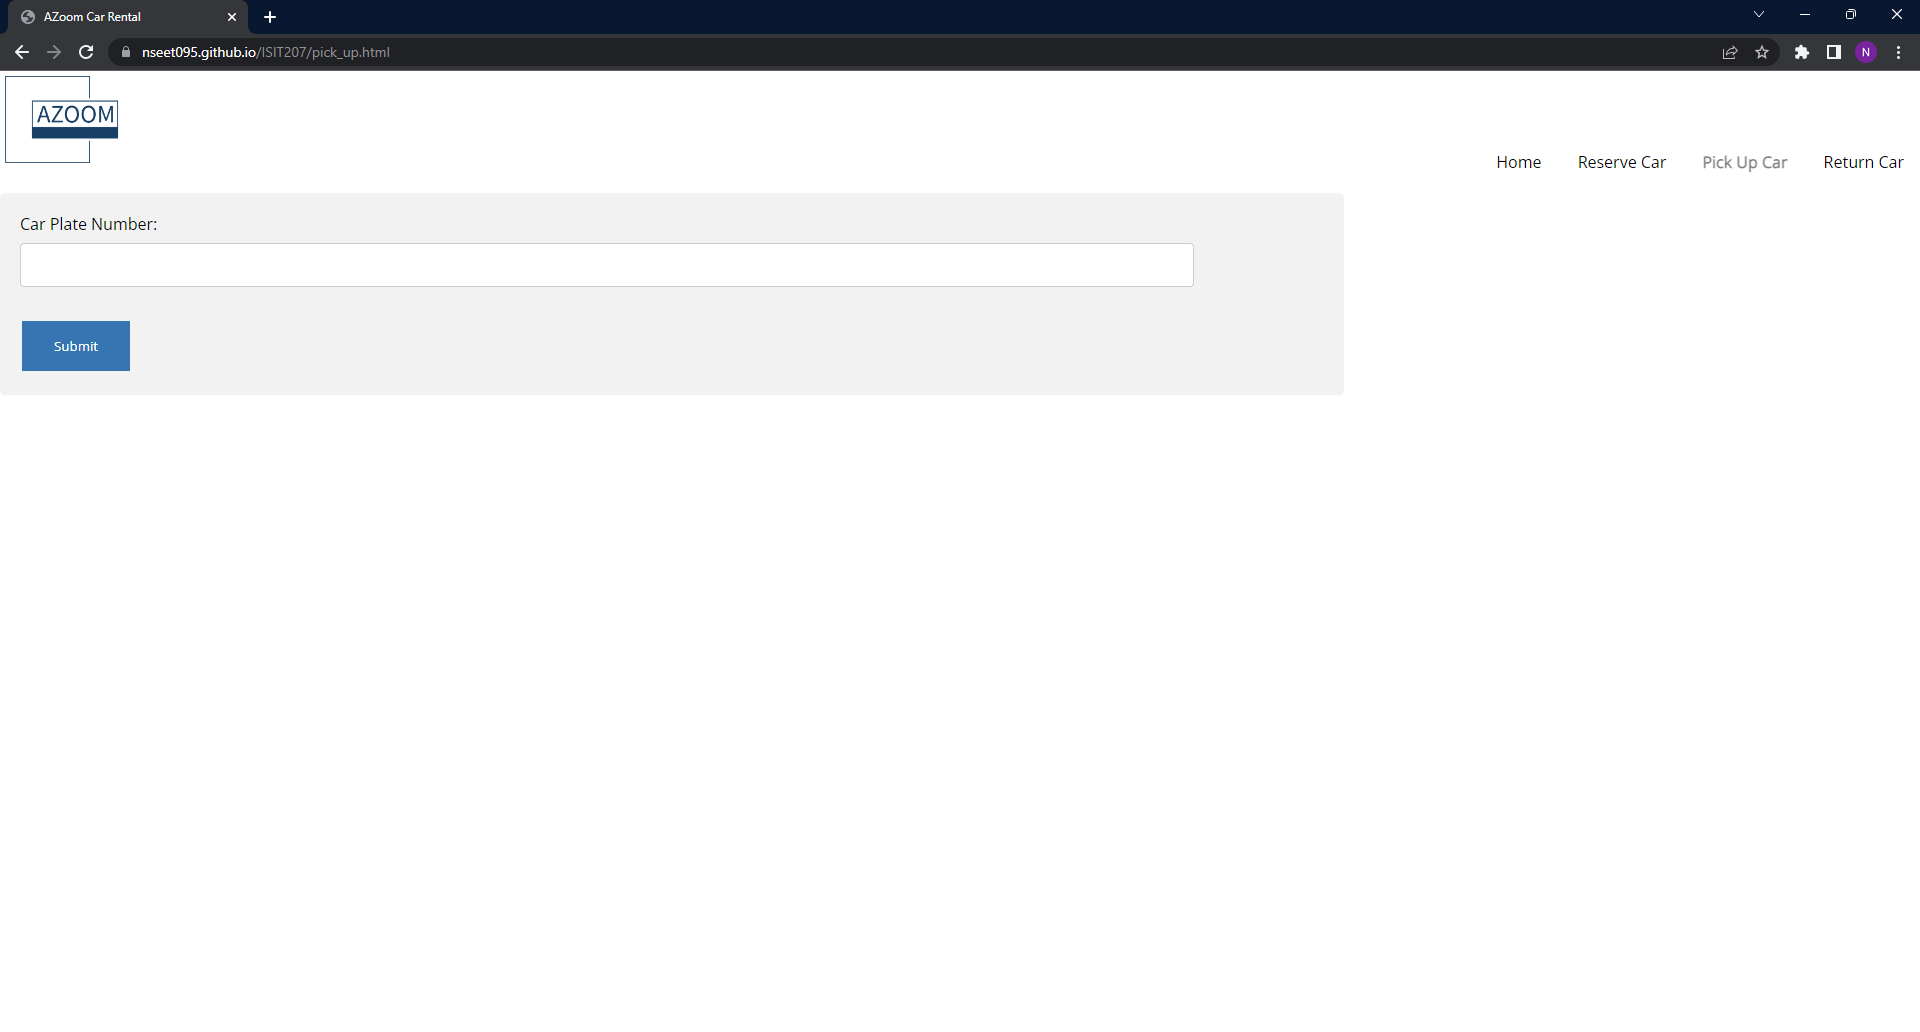 AZoom Car Rental
nseet095.github.io/ISIT207/pick_up.html
N
AZOOM
Home Reserve Car Pick Up Car Return Car
Car Plate Number:
Submit